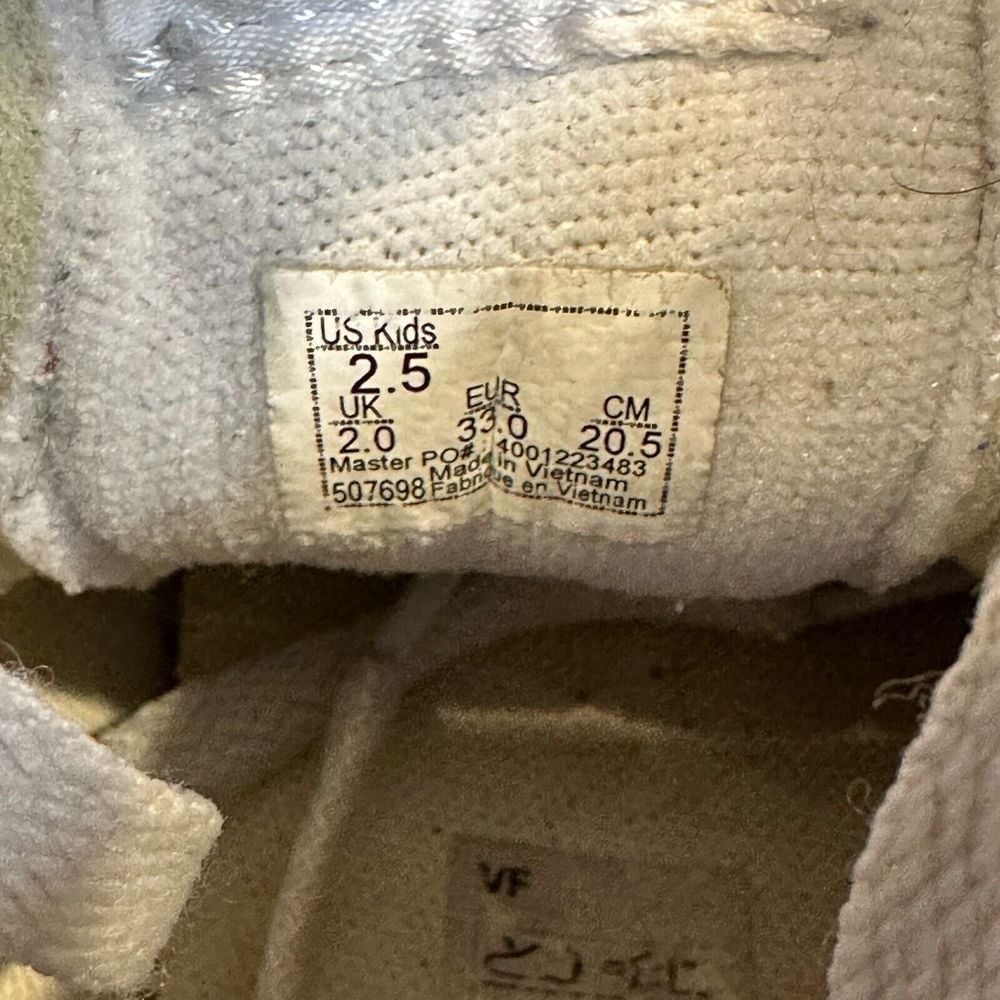 US Kids
2.5
UK EUR CM
2.0 33.0 20.5
Master PO#: 4001223483
Made in Vietnam
507698 Fabrique en Vietnam
VF